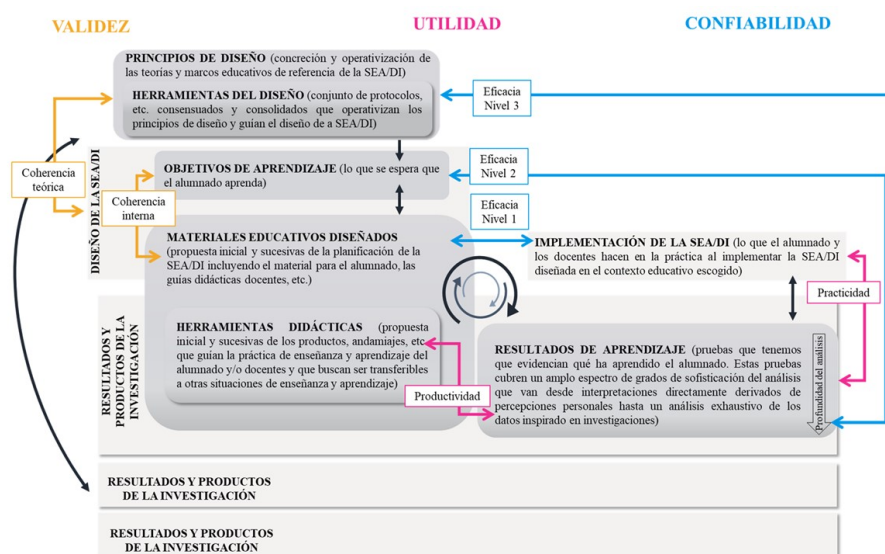 VALIDEZ
UTILIDAD
CONFIABILIDAD
PRINCIPIOS DE DISEÑO (concreción y operativización de
las teorías y marcos educativos de referencia de la SEA/DI)
HERRAMIENTAS DEL DISEÑO (conjunto de protocolos,
etc. consensuados y consolidados que operativizan los
principios de diseño y guían el diseño de a SEA/DI)
Eficacia
Nivel 3
Coherencia
teórica
DISEÑO DE LA SEA/DI
OBJETIVOS DE APRENDIZAJE (lo que se espera que
el alumnado aprenda)
Eficacia
Nivel 2
Coherencia
interna
Eficacia
Nivel 1
MATERIALES EDUCATIVOS DISEÑADOS
(propuesta inicial y sucesivas de la planificación de la
SEA/DI incluyendo el material para el alumnado, las
guías didácticas docentes, etc.)
IMPLEMENTACIÓN DE LA SEA/DI (lo que el alumnado y
los docentes hacen en la práctica al implementar la SEA/DI
diseñada en el contexto educativo escogido)
Practicidad
RESULTADOS Y
PRODUCTOS DE LA
INVESTIGACIÓN
HERRAMIENTAS DIDÁCTICAS (propuesta
inicial y sucesivas de los productos, andamiajes, etc.
que guían la práctica de enseñanza y aprendizaje del
alumnado y/o docentes y que buscan ser transferibles
a otras situaciones de enseñanza y aprendizaje)
Productividad
RESULTADOS DE APRENDIZAJE (pruebas que tenemos
que evidencian qué ha aprendido el alumnado. Estas pruebas
cubren un amplo espectro de grados de sofisticación del análisis
que van desde interpretaciones directamente derivados de
percepciones personales hasta un análisis exhaustivo de los
datos inspirado en investigaciones)
Profundidad del análisis
RESULTADOS Y PRODUCTOS
DE LA INVESTIGACIÓN
RESULTADOS Y PRODUCTOS
DE LA INVESTIGACIÓN